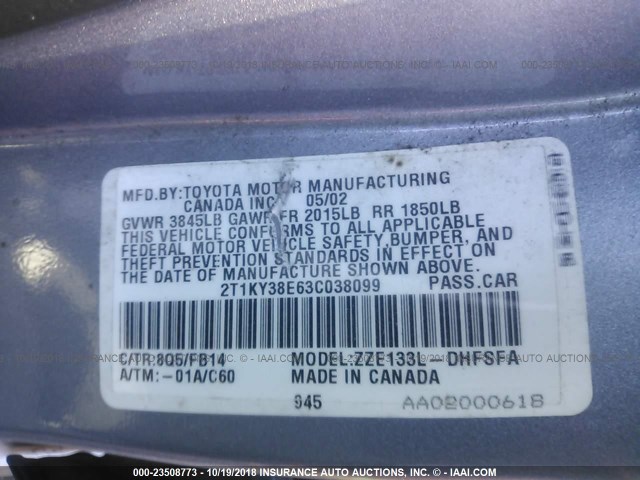 MFD.BY:TOYOTA MOTOR MANUFACTURING
CANADA INC. 05/02
GVWR 3845LB GAWR FR 2015LB RR 1850LB
THIS VEHICLE CONFORMS TO ALL APPLICABLE
FEDERAL MOTOR VEHICLE SAFETY,BUMPER, AND
THEFT PREVENTION STANDARDS IN EFFECT ON
THE DATE OF MANUFACTURE SHOWN ABOVE.
2T1KY38E63C038099 PASS.CAR
C/TR:8Q5/FB14 MODEL:ZZE133L-DHFSFA
A/TM:-01A/C60 MADE IN CANADA
945 AA02000618
000-23508773 - 10/19/2018 - INSURANCE AUTO AUCTIONS - WWW.IAAI.COM